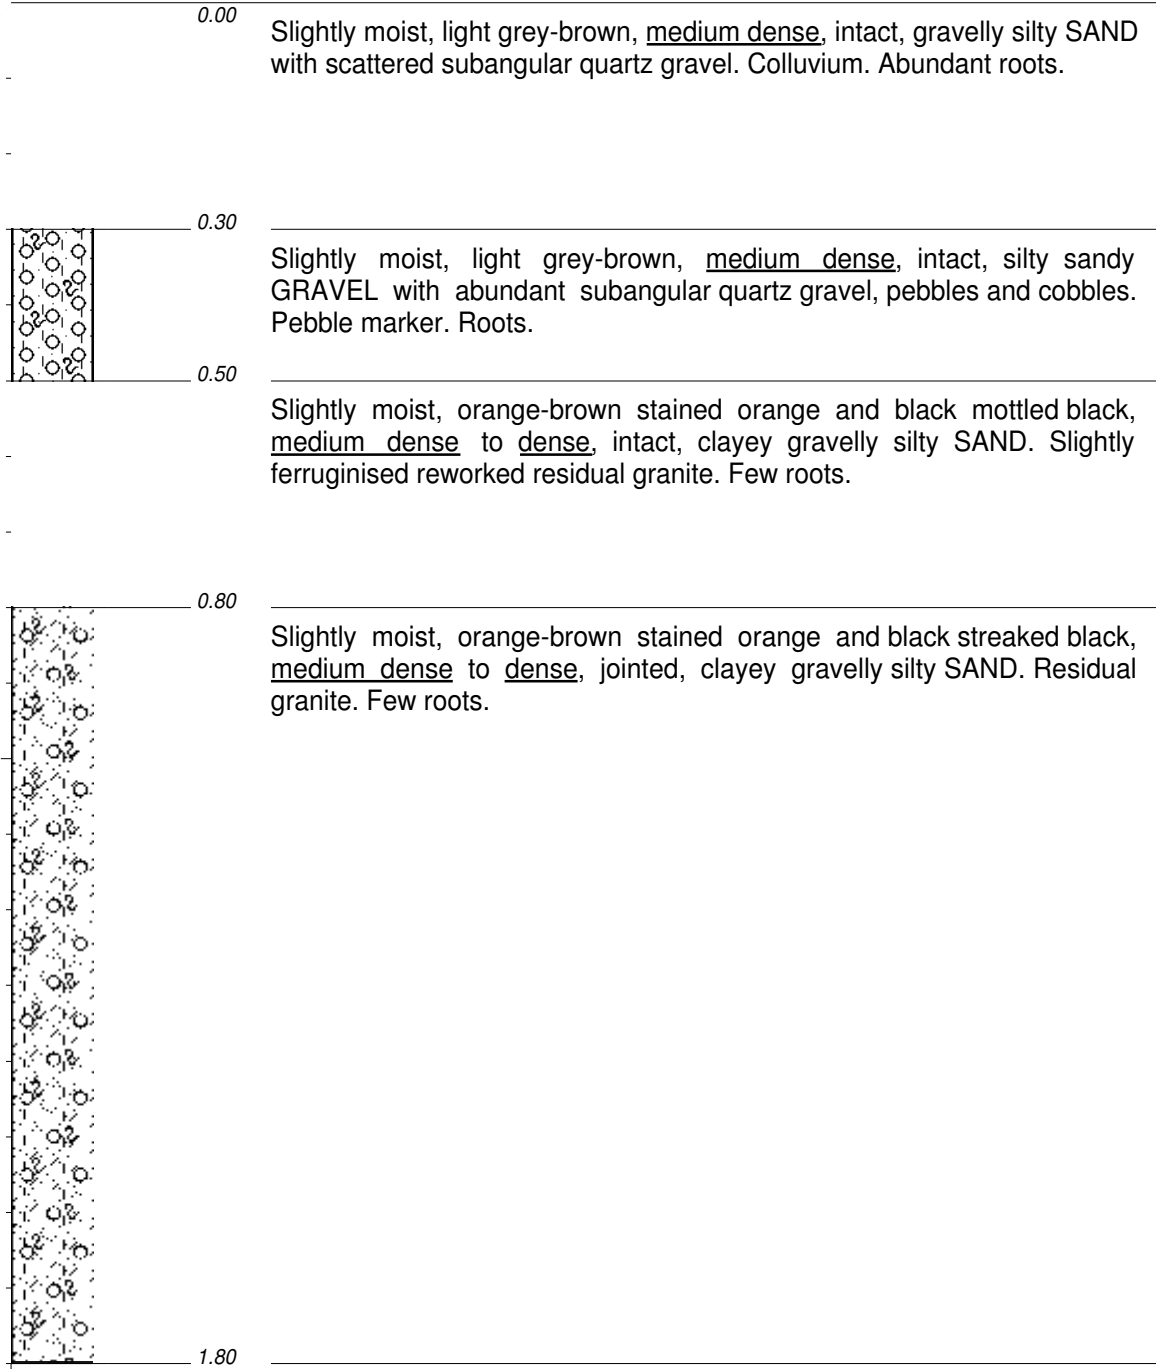 0.00
Slightly moist, light grey-brown, medium dense, intact, gravelly silty SAND
with scattered subangular quartz gravel. Colluvium. Abundant roots.
0.30
Slightly moist, light grey-brown, medium dense, intact, silty sandy
GRAVEL with abundant subangular quartz gravel, pebbles and cobbles.
Pebble marker. Roots.
0.50
Slightly moist, orange-brown stained orange and black mottled black,
medium dense to dense, intact, clayey gravelly silty SAND. Slightly
ferruginised reworked residual granite. Few roots.
0.80
Slightly moist, orange-brown stained orange and black streaked black,
medium dense to dense, jointed, clayey gravelly silty SAND. Residual
granite. Few roots.
1.80